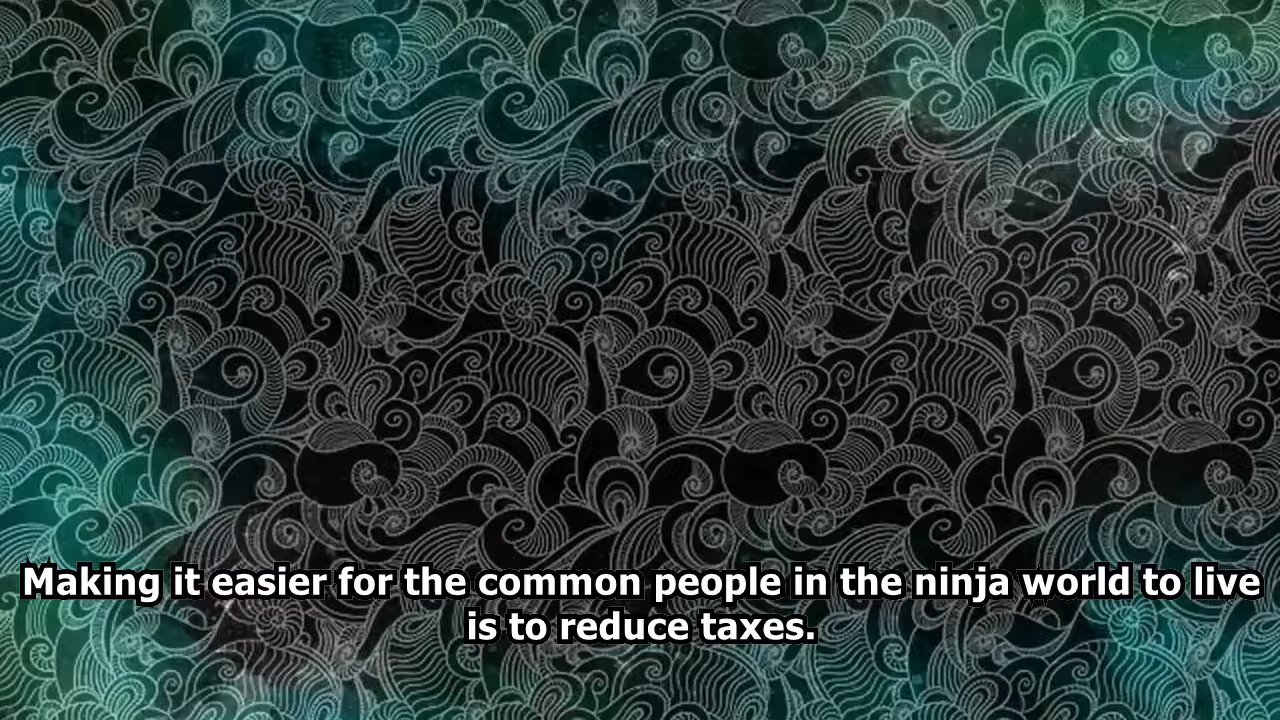 Making it easier for the common people in the ninja world to live
is to reduce taxes.